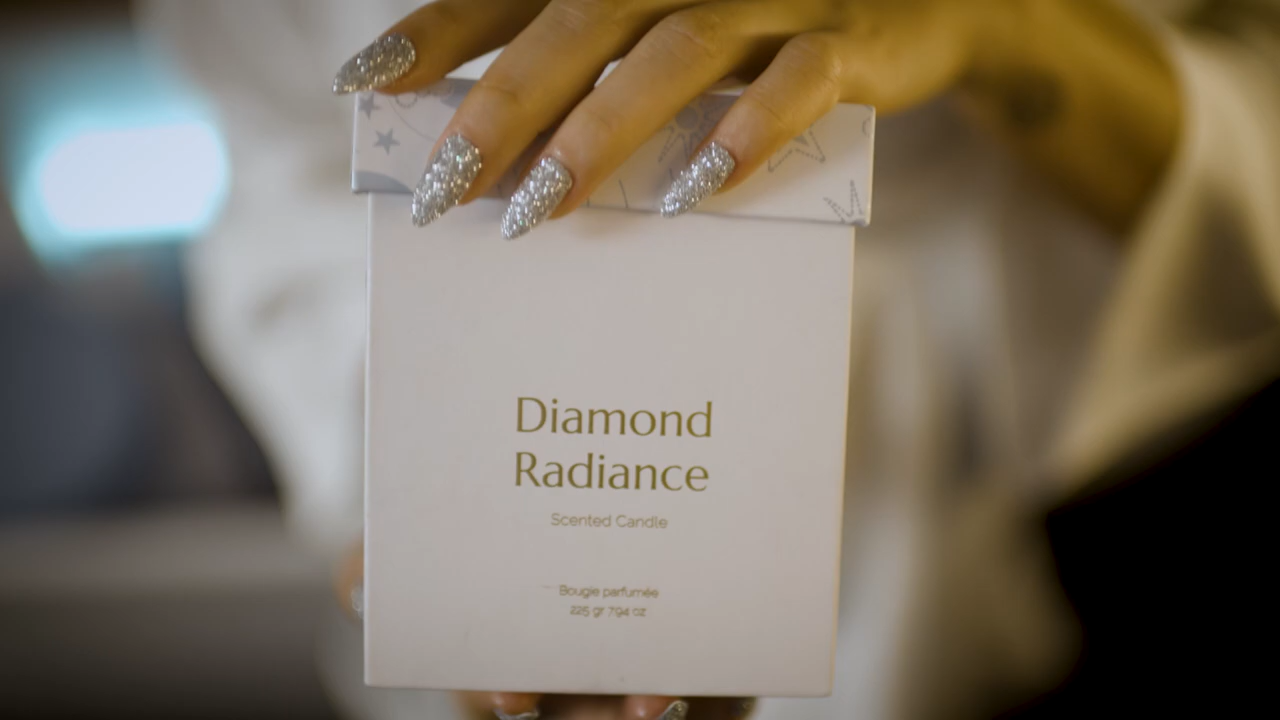 Diamond
Radiance
Scented Candle
Bougie parfumée
225 gr 7.94 oz